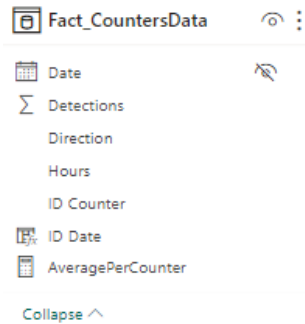 Fact_CountersData
Date
Detections
Direction
Hours
ID Counter
ID Date
AveragePerCounter
Collapse